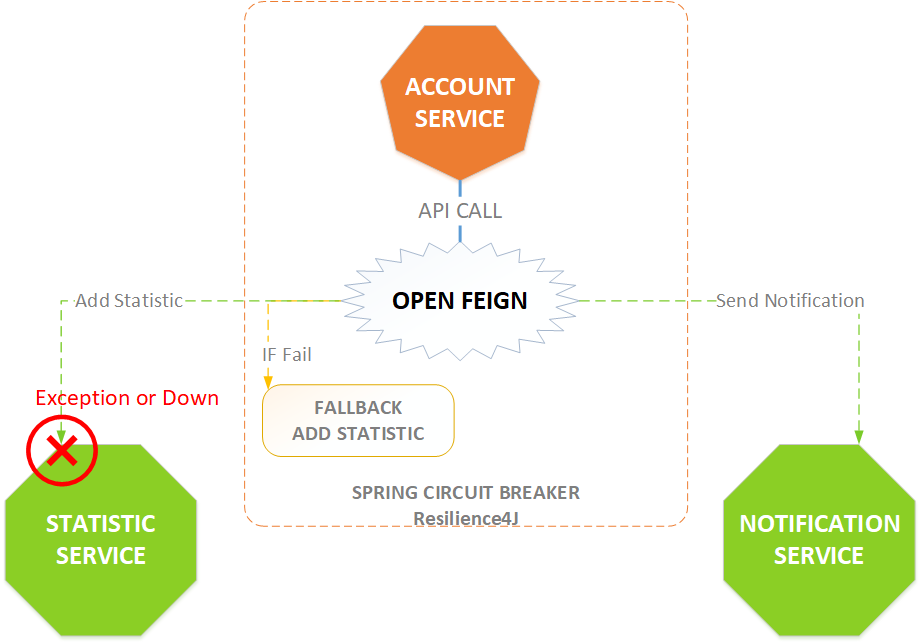 ACCOUNT
SERVICE
API CALL
OPEN FEIGN
Add Statistic
Send Notification
IF Fail
Exception or Down
FALLBACK
ADD STATISTIC
SPRING CIRCUIT BREAKER
Resilience4J
STATISTIC
SERVICE
NOTIFICATION
SERVICE